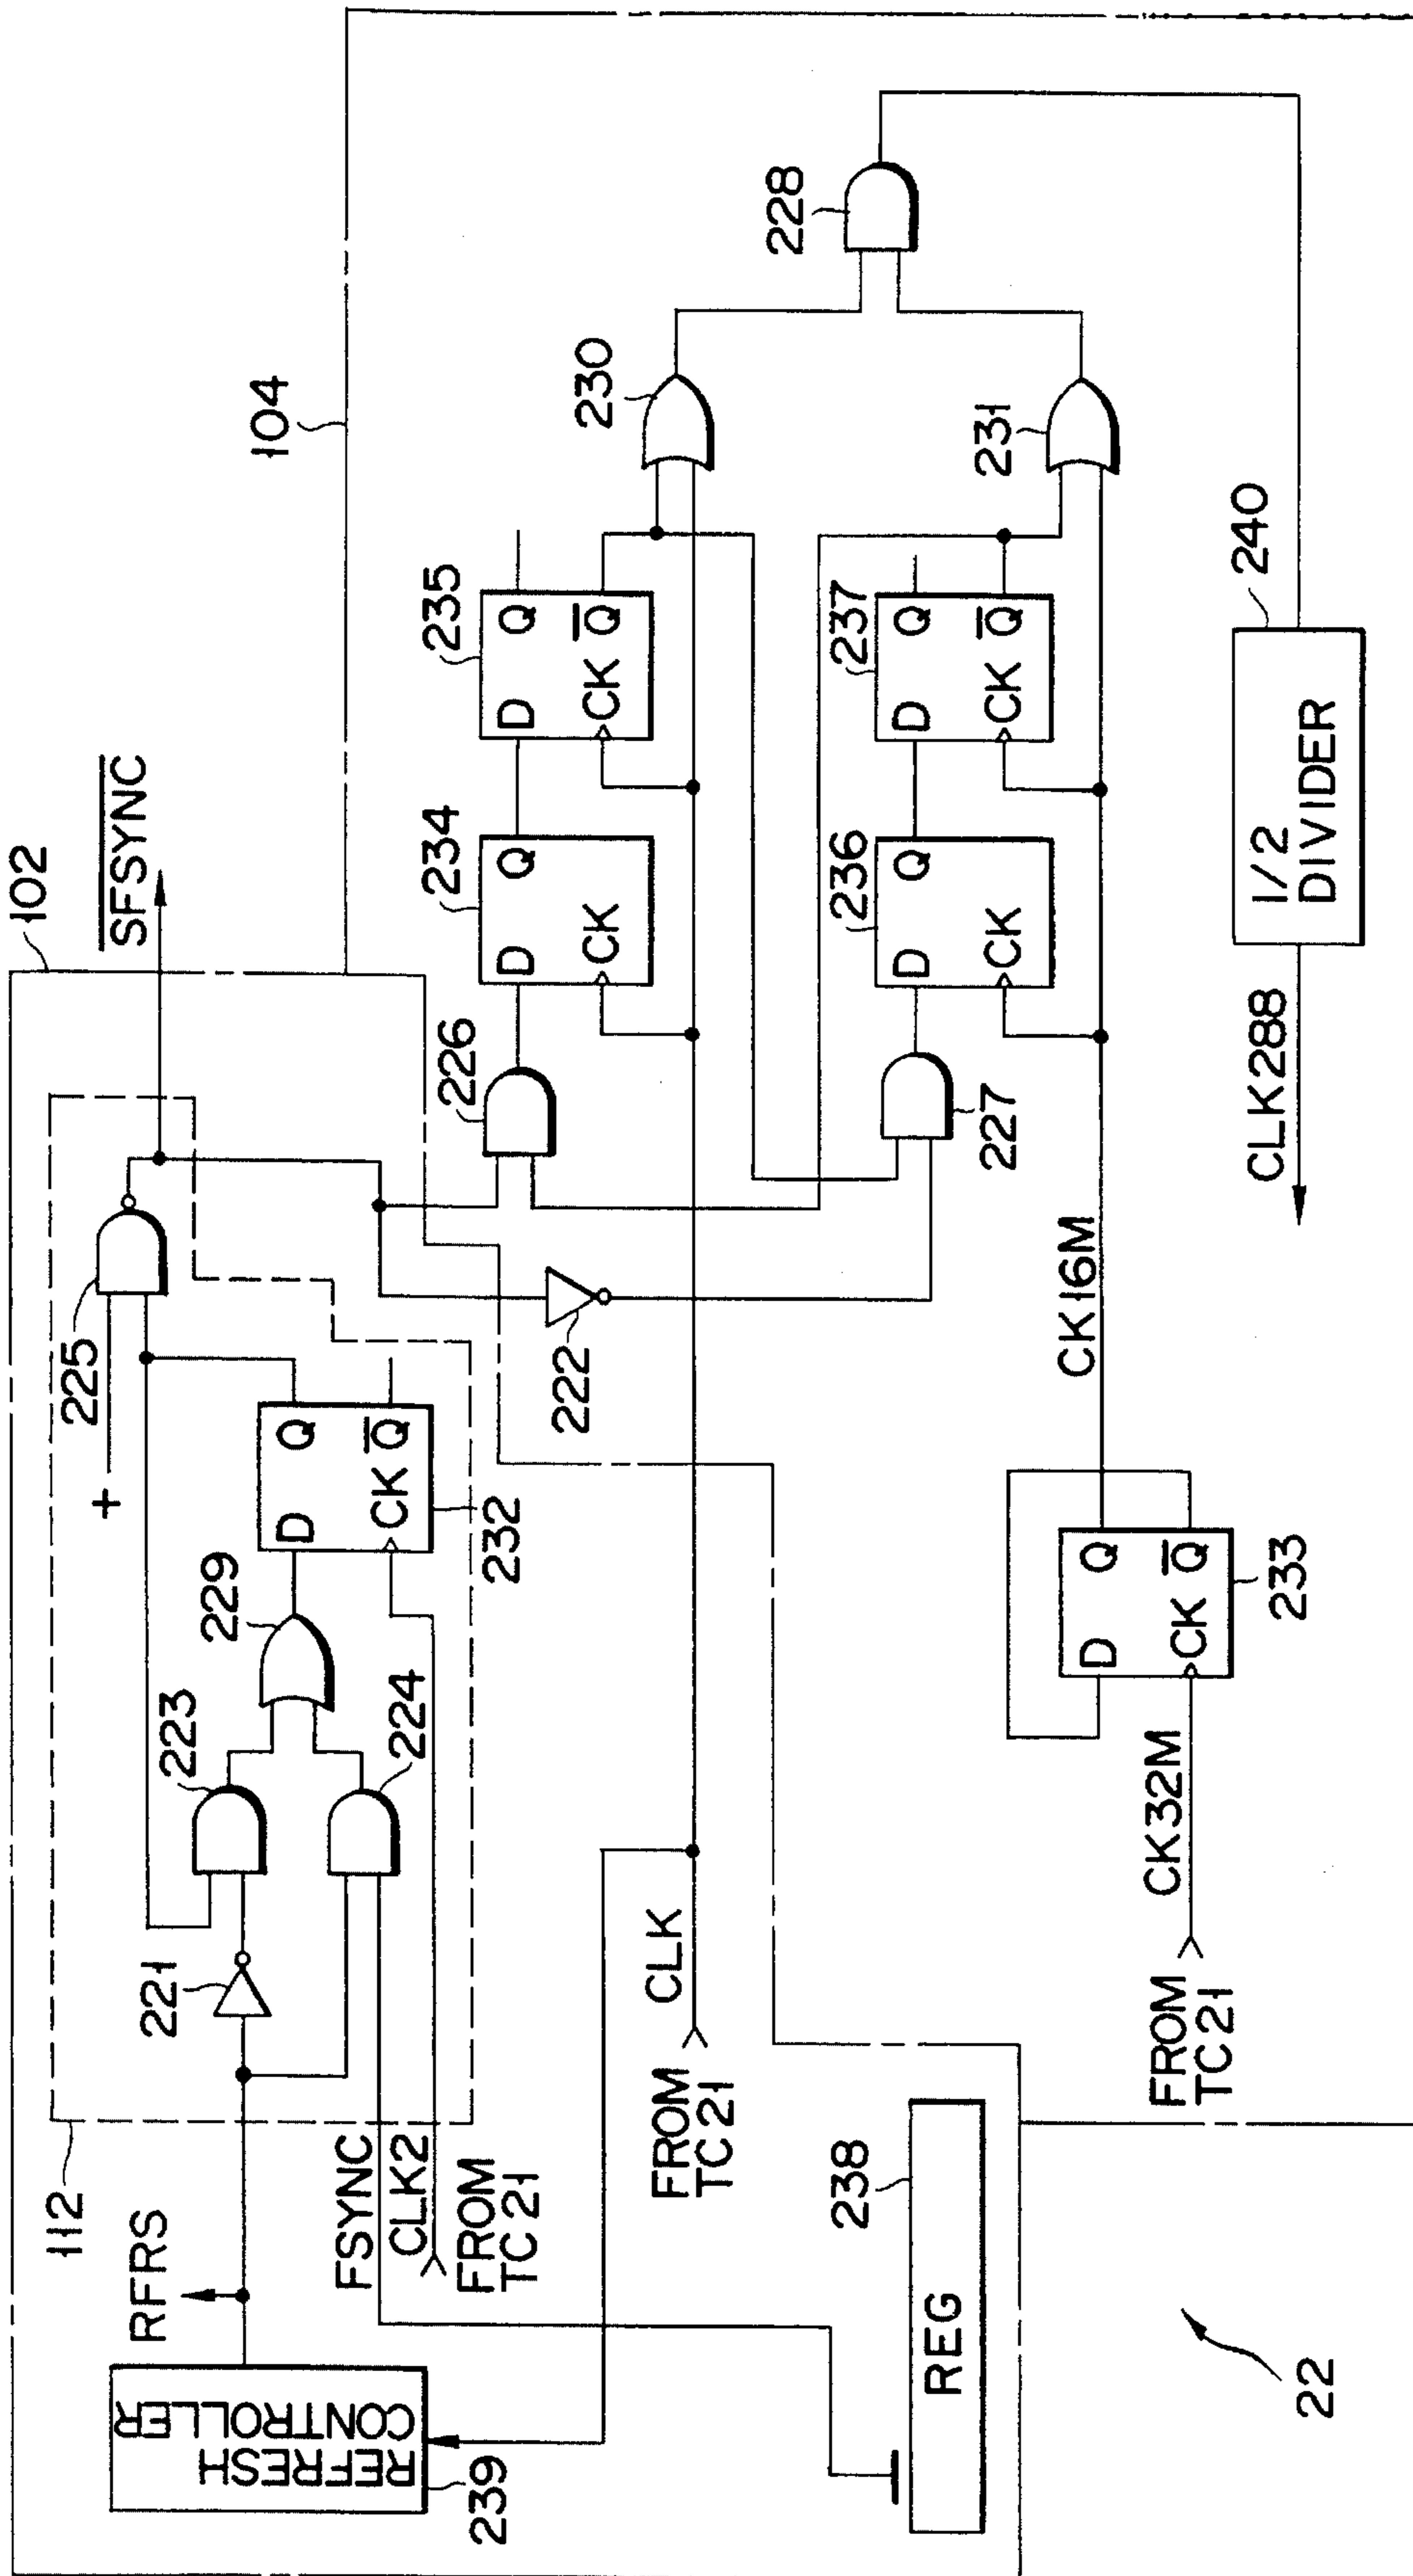 102
SFSYNC
104
112
RFRS
REFRESH
CONTROLLER
239
221
223
224
229
225
+
D
Q
CK
Q
232
FSYNC
CLK2
FROM
TC21
222
226
234
D
Q
CK
235
D
Q
CK
Q
230
228
CLK
FROM
TC21
227
236
D
Q
CK
237
D
Q
CK
Q
231
238
REG
CK16M
CK32M
FROM
TC21
D
Q
CK
Q
233
1/2
DIVIDER
240
CLK288
22